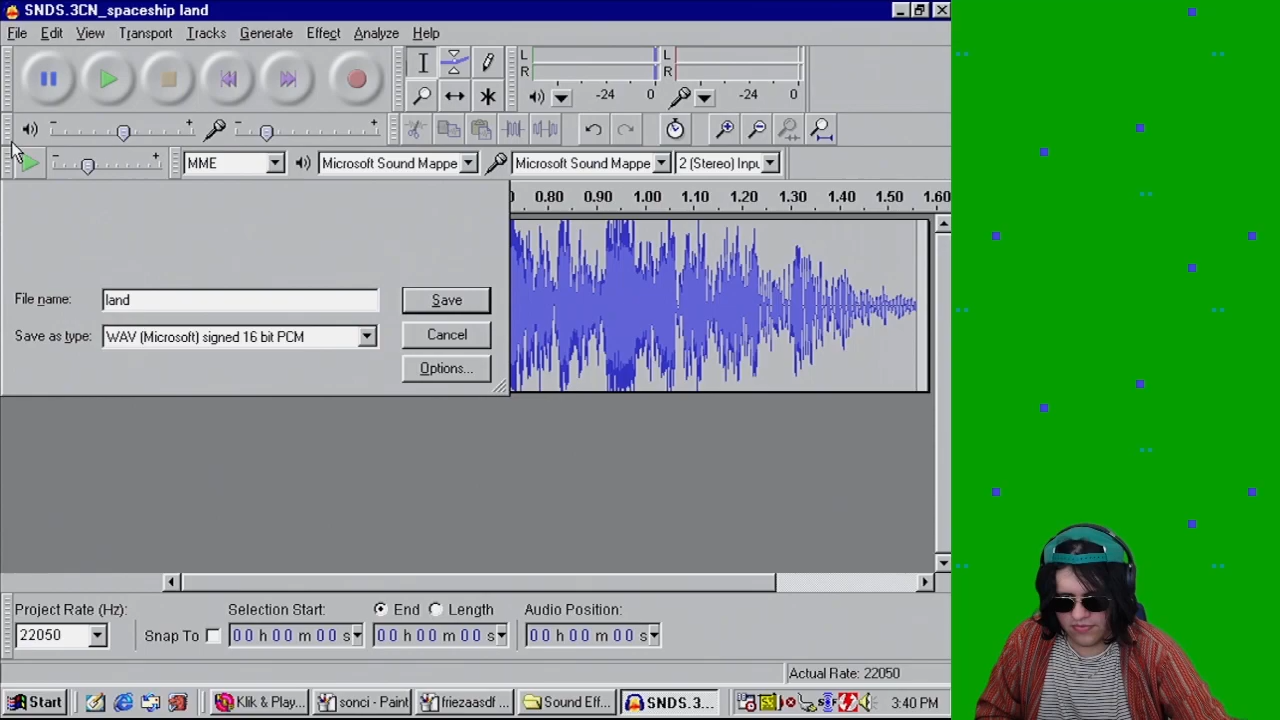 SNDS.3CN_spaceship land
File Edit View Transport Tracks Generate Effect Analyze Help
L R -24 0 L R -24 0
MME Microsoft Sound Mappe Microsoft Sound Mappe 2 (Stereo) Inpu
0.80 0.90 1.00 1.10 1.20 1.30 1.40 1.50 1.60
File name: land Save
Save as type: WAV (Microsoft) signed 16 bit PCM Cancel
Options...
Project Rate (Hz): Selection Start: End Length Audio Position:
22050 Snap To 00 h 00 m 00 s 00 h 00 m 00 s 00 h 00 m 00 s
Actual Rate: 22050
Start Klik & Play... sonci - Paint friezaasdf ... Sound Eff... SNDS.3... 3:40 PM